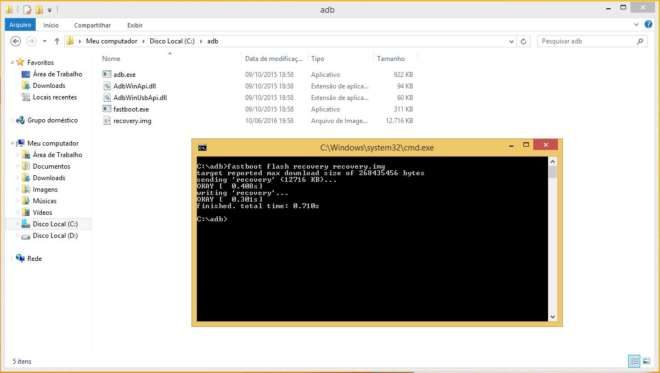 adb
Arquivo Início Compartilhar Exibir
Meu computador Disco Local (C:) adb
Pesquisar adb
Nome Data de modificaç... Tipo Tamanho
Favoritos
Área de Trabalho
Downloads
Locais recentes
Grupo doméstico
Meu computador
Área de Trabalho
Documentos
Downloads
Imagens
Músicas
Vídeos
Disco Local (C:)
Disco Local (D:)
Rede
adb.exe 09/10/2015 18:58 Aplicativo 922 KB
AdbWinApi.dll 09/10/2015 18:58 Extensão de aplica... 94 KB
AdbWinUsbApi.dll 09/10/2015 18:58 Extensão de aplica... 60 KB
fastboot.exe 09/10/2015 18:58 Aplicativo 311 KB
recovery.img 10/06/2016 19:58 Arquivo de Image... 12.716 KB
C:\Windows\system32\cmd.exe
C:\adb>fastboot flash recovery recovery.img
target reported max download size of 268435456 bytes
sending 'recovery' (12716 KB)...
OKAY [  0.408s]
writing 'recovery'...
OKAY [  0.301s]
finished. total time: 0.710s
C:\adb>
5 itens